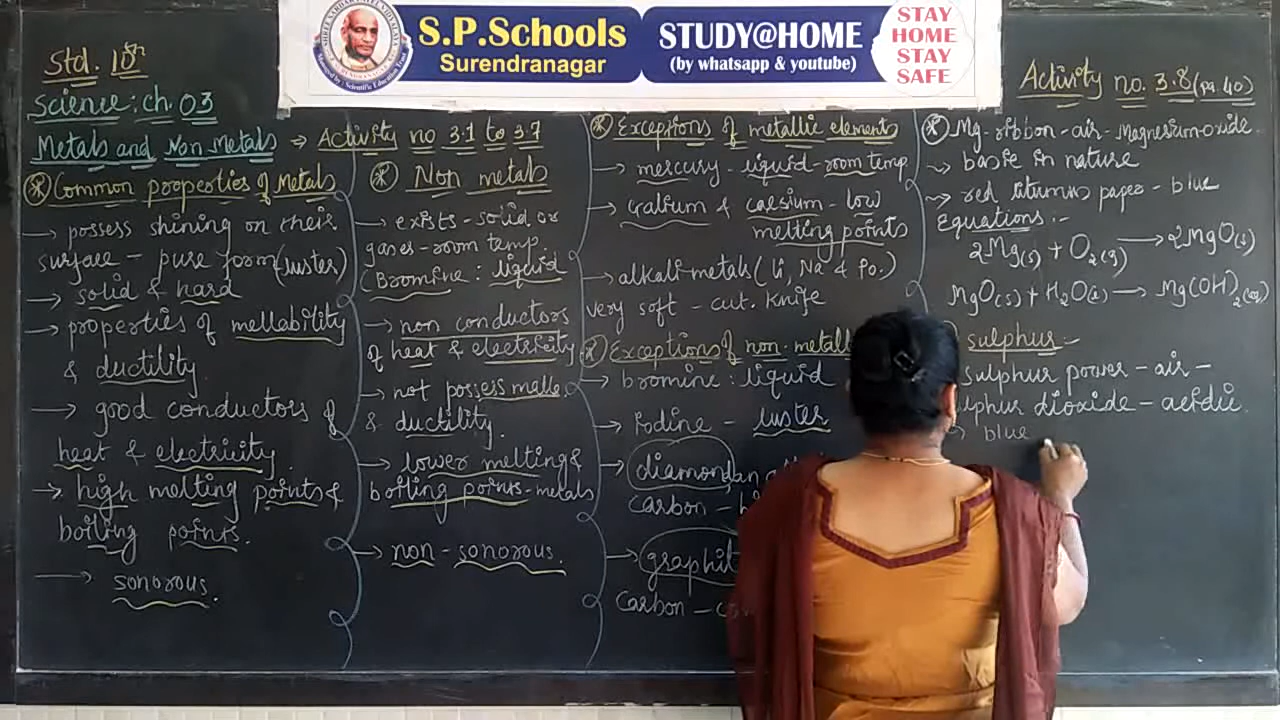 S.P.Schools
Surendranagar
STUDY@HOME
(by whatsapp & youtube)
STAY
HOME
STAY
SAFE
Std. 10th
Science: ch. 03
Metals and Non Metals → Activity no 3.1 to 3.7
* Common properties of Metals
→ possess shining on their
surface - pure form (luster)
→ solid & hard
→ properties of mellability
& ductility.
→ good conductors of
heat & electricity.
→ high melting points &
boiling points.
→ sonorous.
* Non metals
→ exists - solid or
gases - room temp.
(Bromine: liquid
→ non conductors
of heat & electricity.
→ not possess malle
& ductility.
→ lower melting &
boiling points - metals
→ non - sonorous.
* Exceptions of metallic elements
→ mercury - liquid - room temp
→ Galium & caesium - low
melting points
→ alkali metals (Li, Na & Po.)
very soft - cut. knife
* Exceptions of non-metall
→ bromine: liquid
→ Iodine - luster
→ diamond an
carbon -
→ graphit
Carbon - co
Activity no. 3.8 (pg 40)
* Mg-ribbon - air - Magnesium-oxide.
→ basic in nature
→ red litumus paper - blue
Equations:-
2Mg(s) + O2(g) → 2MgO(s)
MgO(s) + H2O(l) → Mg(OH)2(aq)
sulphur:-
sulphur power - air -
ulphur dioxide - acidic.
→ blue